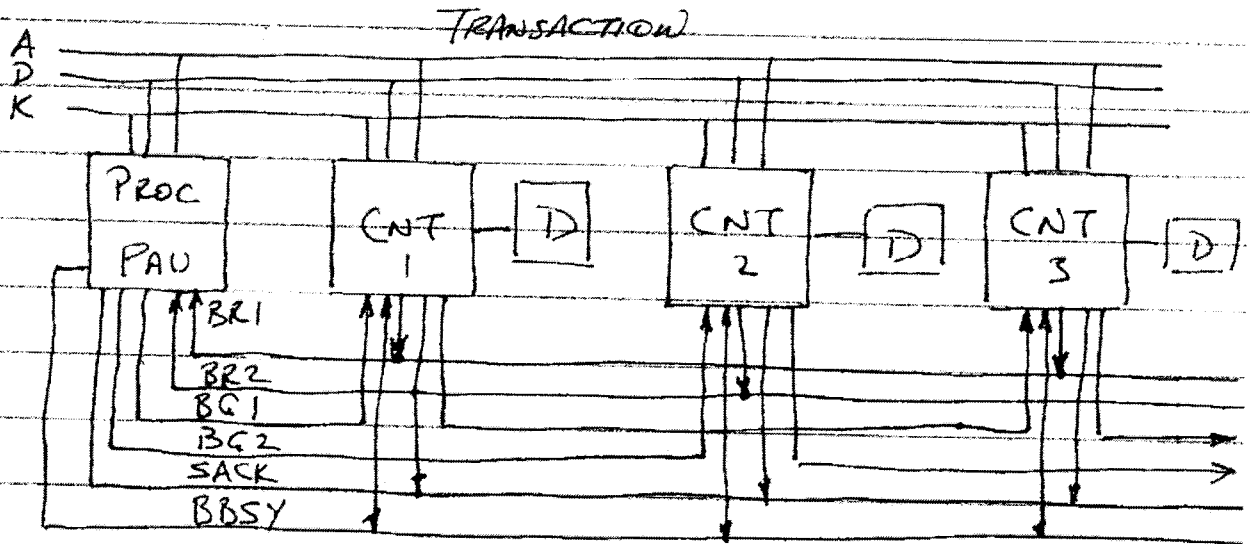 TRANSACTION
A
D
K
PROC
PAU
CNT
1
D
CNT
2
D
CNT
3
D
BR1
BR2
BG1
BG2
SACK
BBSY